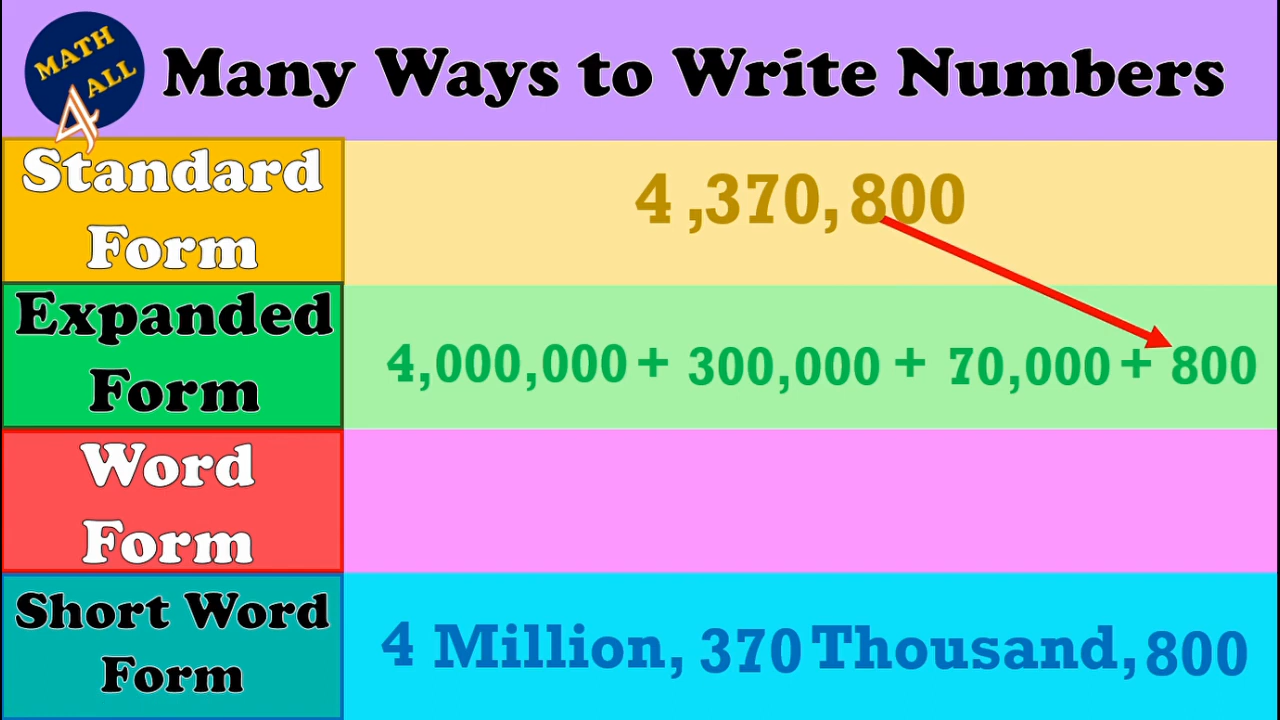 MATH
4 ALL
Many Ways to Write Numbers
Standard
Form
4,370,800
Expanded
Form
4,000,000 + 300,000 + 70,000 + 800
Word
Form
Short Word
Form
4 Million, 370 Thousand, 800